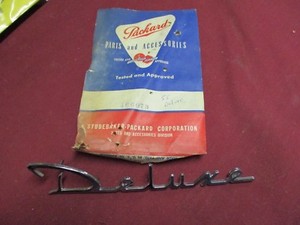 Packard
PARTS and ACCESSORIES
Tested and Approved
STUDEBAKER-PACKARD CORPORATION
PARTS AND ACCESSORIES DIVISION
Deluxe